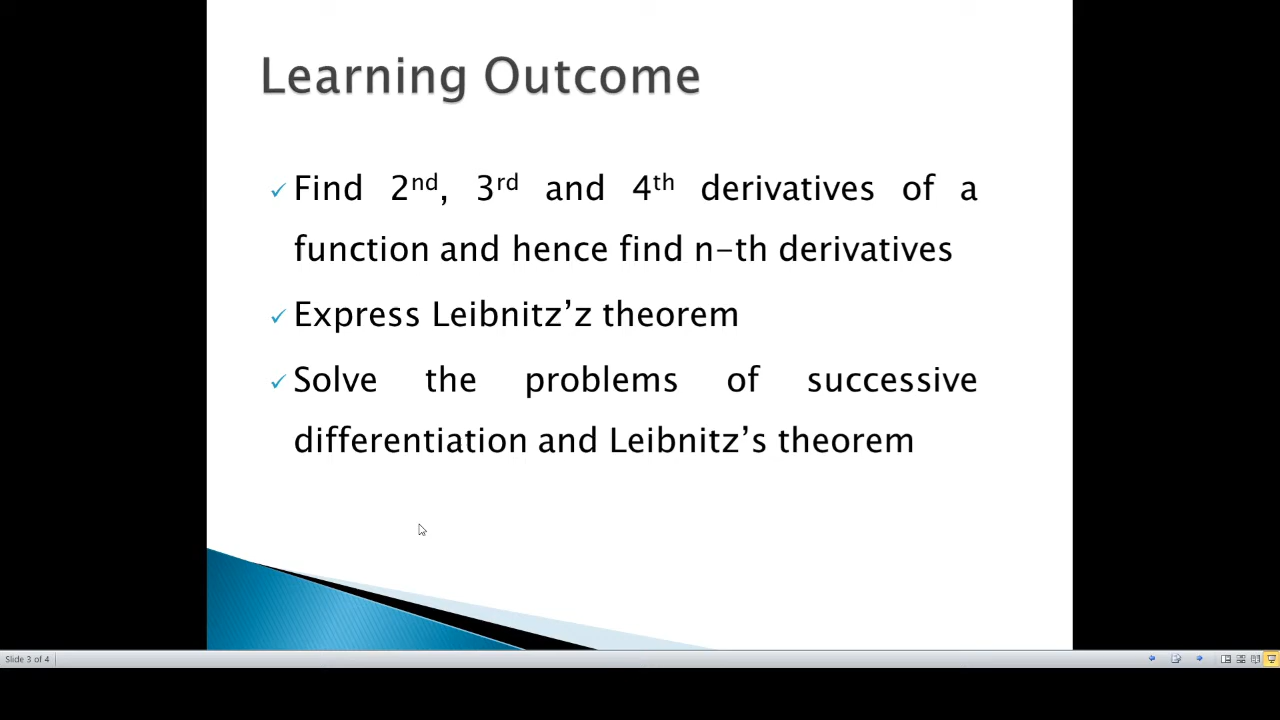 Learning Outcome
✓ Find 2nd, 3rd and 4th derivatives of a
function and hence find n-th derivatives
✓ Express Leibnitz’z theorem
✓ Solve the problems of successive
differentiation and Leibnitz’s theorem
Slide 3 of 4